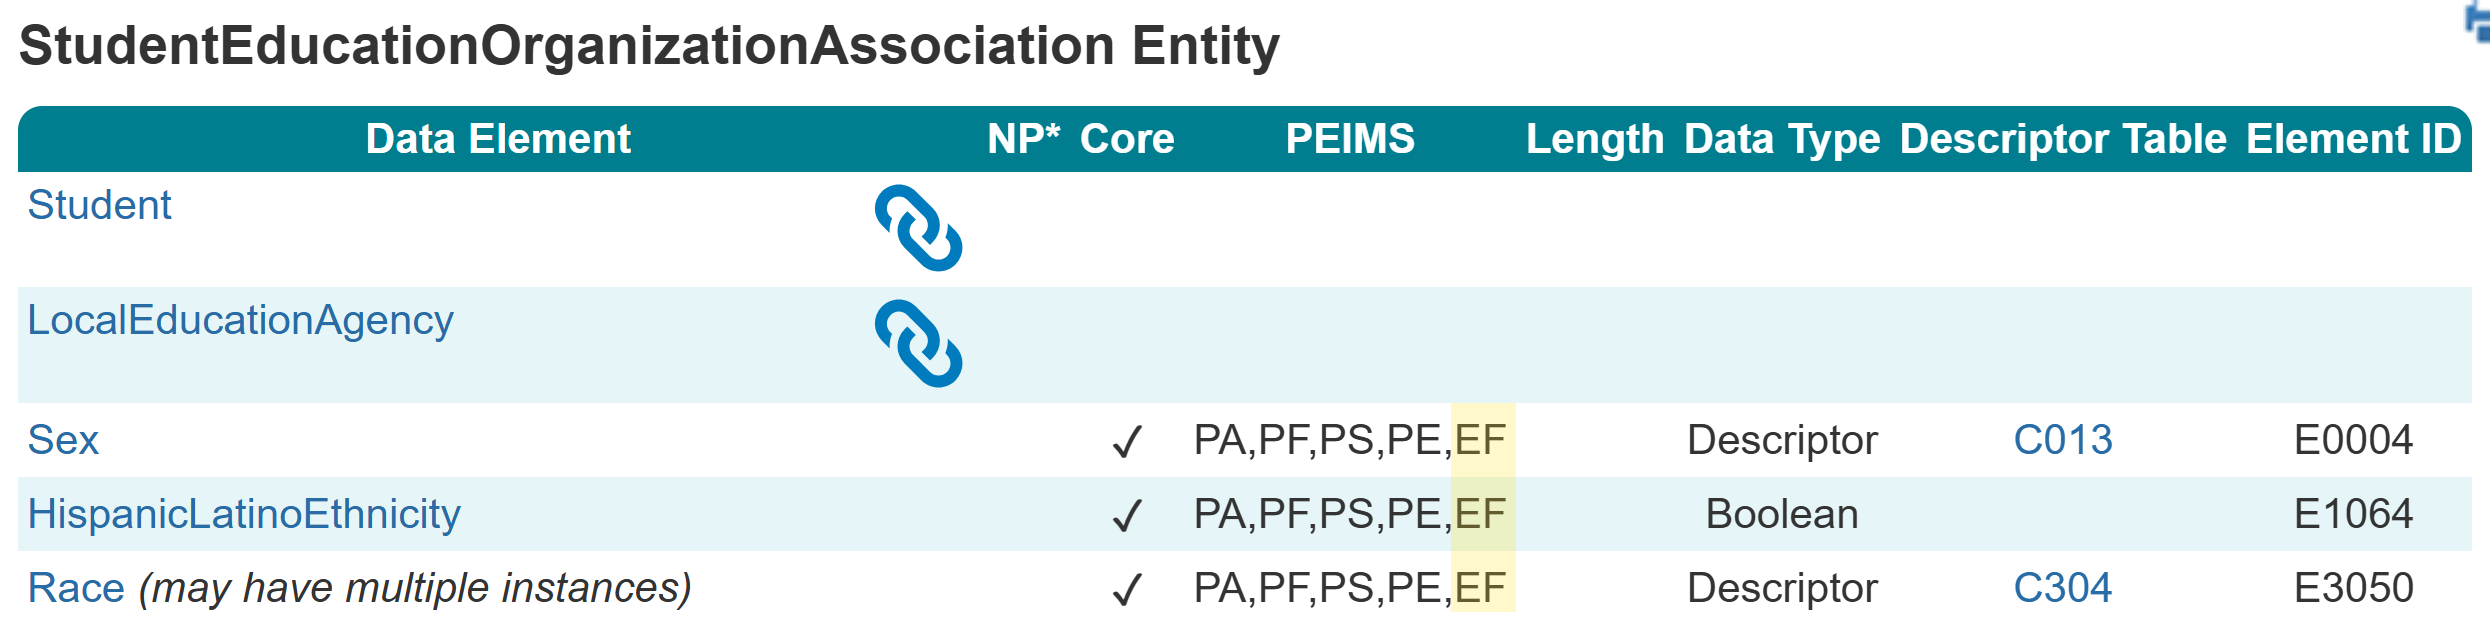 StudentEducationOrganizationAssociation Entity
Data Element NP* Core PEIMS Length Data Type Descriptor Table Element ID
Student
LocalEducationAgency
Sex ✓ PA,PF,PS,PE,EF Descriptor C013 E0004
HispanicLatinoEthnicity ✓ PA,PF,PS,PE,EF Boolean E1064
Race (may have multiple instances) ✓ PA,PF,PS,PE,EF Descriptor C304 E3050